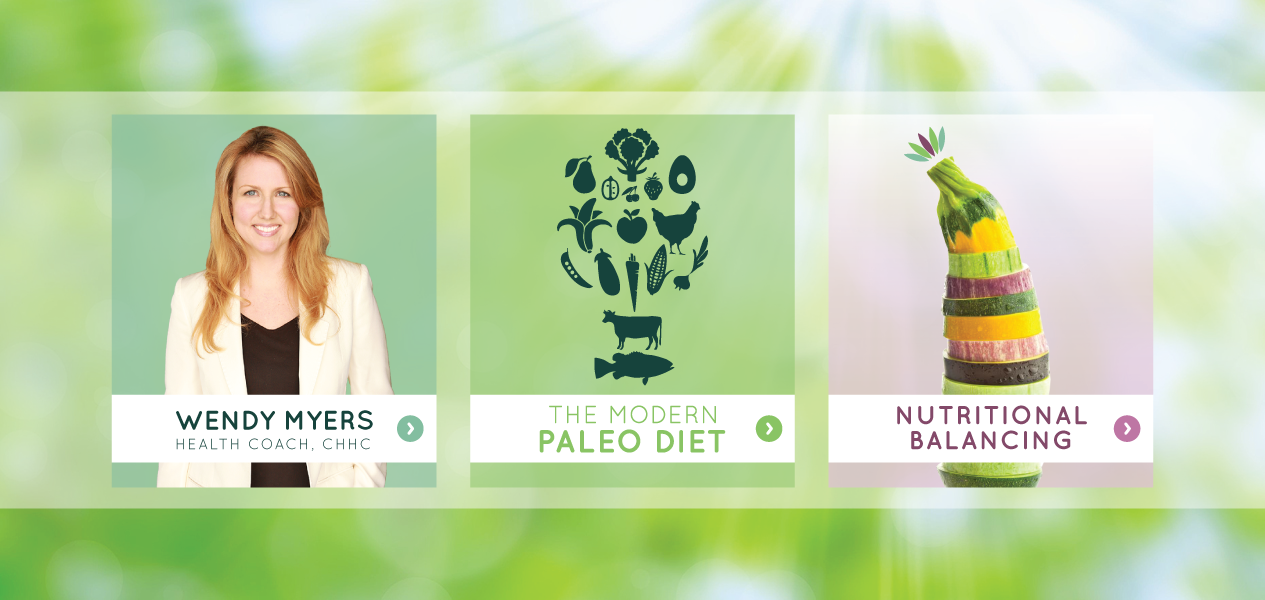 WENDY MYERS
HEALTH COACH, CHHC
THE MODERN
PALEO DIET
NUTRITIONAL
BALANCING